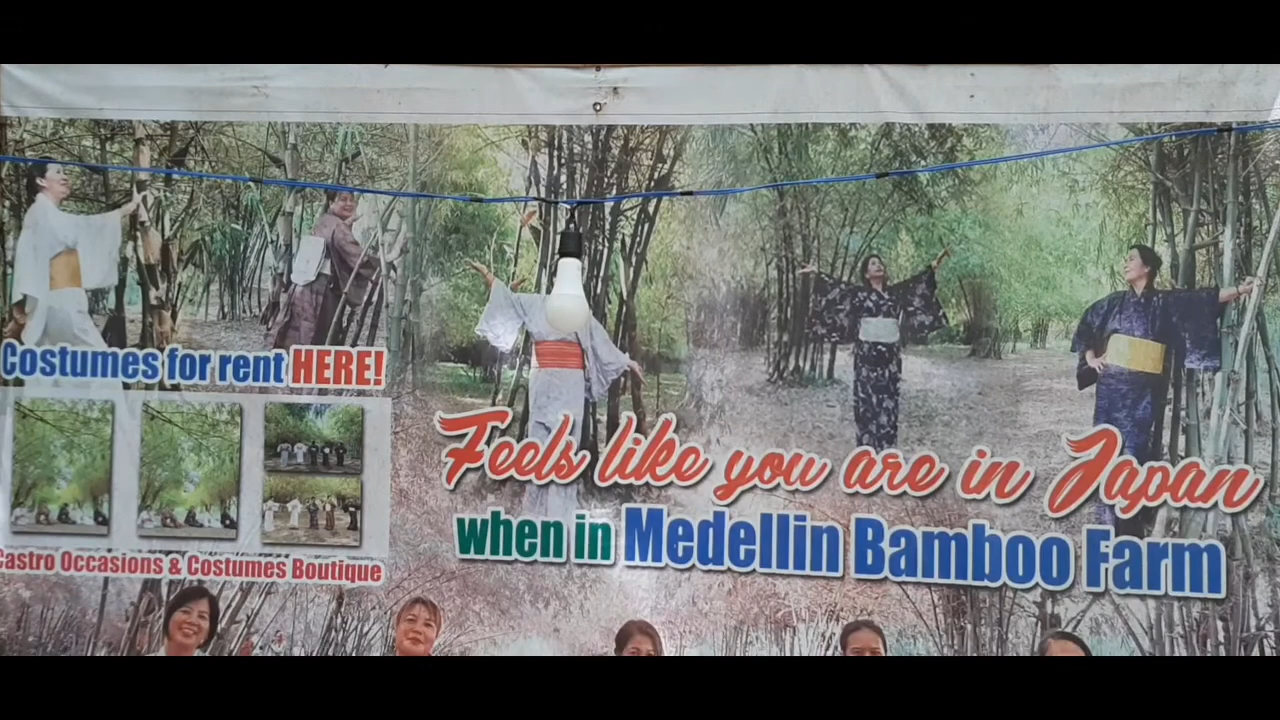 Costumes for rent HERE!
Castro Occasions & Costumes Boutique
Feels like you are in Japan
when in Medellin Bamboo Farm